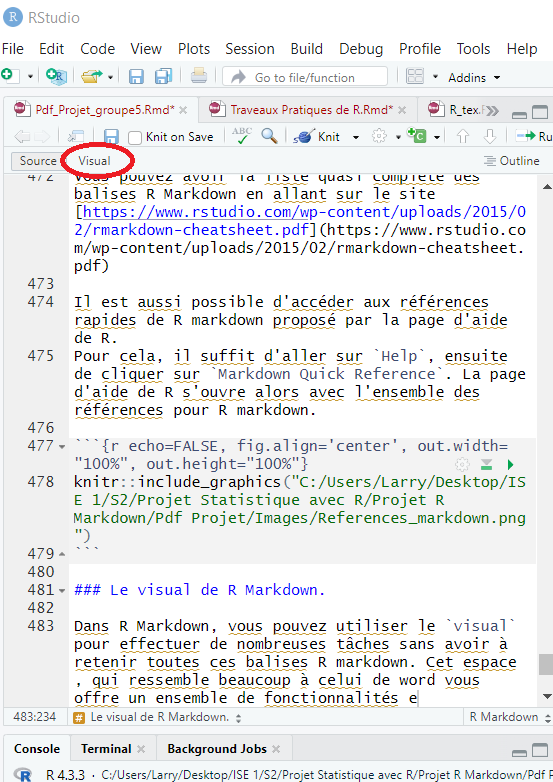 RStudio
File Edit Code View Plots Session Build Debug Profile Tools Help
Go to file/function Addins
Pdf_Projet_groupe5.Rmd* Traveaux Pratiques de R.Rmd* R_tex.
Knit on Save ABC Knit Ru
Source Visual Outline
472 Vous pouvez avoir la liste quasi complète des
balises R Markdown en allant sur le site
[https://www.rstudio.com/wp-content/uploads/2015/0
2/rmarkdown-cheatsheet.pdf](https://www.rstudio.co
m/wp-content/uploads/2015/02/rmarkdown-cheatsheet.
pdf)
473
474 Il est aussi possible d'accéder aux références
rapides de R markdown proposé par la page d'aide
de R.
475 Pour cela, il suffit d'aller sur `Help`, ensuite
de cliquer sur `Markdown Quick Reference`. La page
d'aide de R s'ouvre alors avec l'ensemble des
références pour R markdown.
476
477 ```{r echo=FALSE, fig.align='center', out.width=
"100%", out.height="100%"}
478 knitr::include_graphics("C:/Users/Larry/Desktop/IS
E 1/S2/Projet Statistique avec R/Projet R
Markdown/Pdf Projet/Images/References_markdown.png
")
479 ```
480
481 ### Le visual de R Markdown.
482
483 Dans R Markdown, vous pouvez utiliser le `visual`
pour effectuer de nombreuses tâches sans avoir à
retenir toutes ces balises R markdown. Cet espace
, qui ressemble beaucoup à celui de word vous
offre un ensemble de fonctionnalités e
483:234 # Le visual de R Markdown. R Markdown
Console Terminal Background Jobs
R R 4.3.3 · C:/Users/Larry/Desktop/ISE 1/S2/Projet Statistique avec R/Projet R Markdown/Pdf P